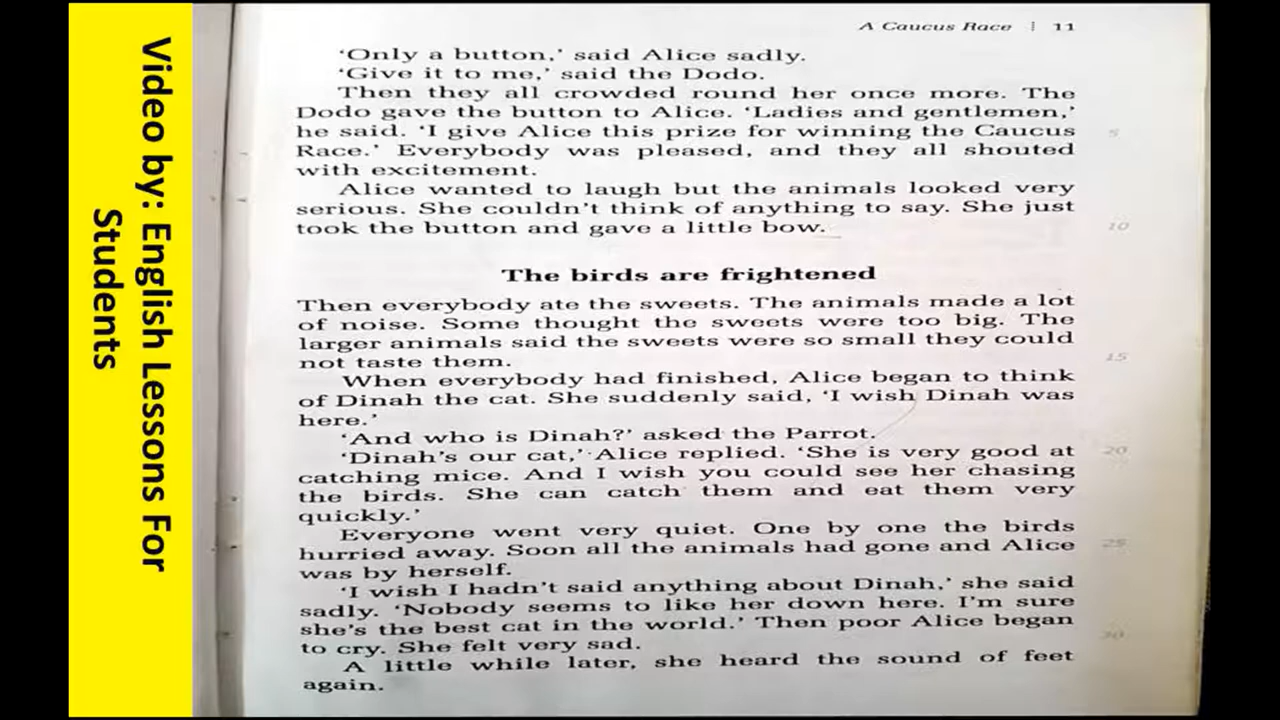 Video by: English Lessons For
Students
A Caucus Race | 11
‘Only a button,’ said Alice sadly.
‘Give it to me,’ said the Dodo.
Then they all crowded round her once more. The
Dodo gave the button to Alice. ‘Ladies and gentlemen,’
he said. ‘I give Alice this prize for winning the Caucus
5
Race.’ Everybody was pleased, and they all shouted
with excitement.
Alice wanted to laugh but the animals looked very
serious. She couldn’t think of anything to say. She just
took the button and gave a little bow.
10
The birds are frightened
Then everybody ate the sweets. The animals made a lot
of noise. Some thought the sweets were too big. The
larger animals said the sweets were so small they could
not taste them.
15
When everybody had finished, Alice began to think
of Dinah the cat. She suddenly said, ‘I wish Dinah was
here.’
‘And who is Dinah?’ asked the Parrot.
‘Dinah’s our cat,’ Alice replied. ‘She is very good at
20
catching mice. And I wish you could see her chasing
the birds. She can catch them and eat them very
quickly.’
Everyone went very quiet. One by one the birds
hurried away. Soon all the animals had gone and Alice
25
was by herself.
‘I wish I hadn’t said anything about Dinah,’ she said
sadly. ‘Nobody seems to like her down here. I’m sure
she’s the best cat in the world.’ Then poor Alice began
30
to cry. She felt very sad.
A little while later, she heard the sound of feet
again.